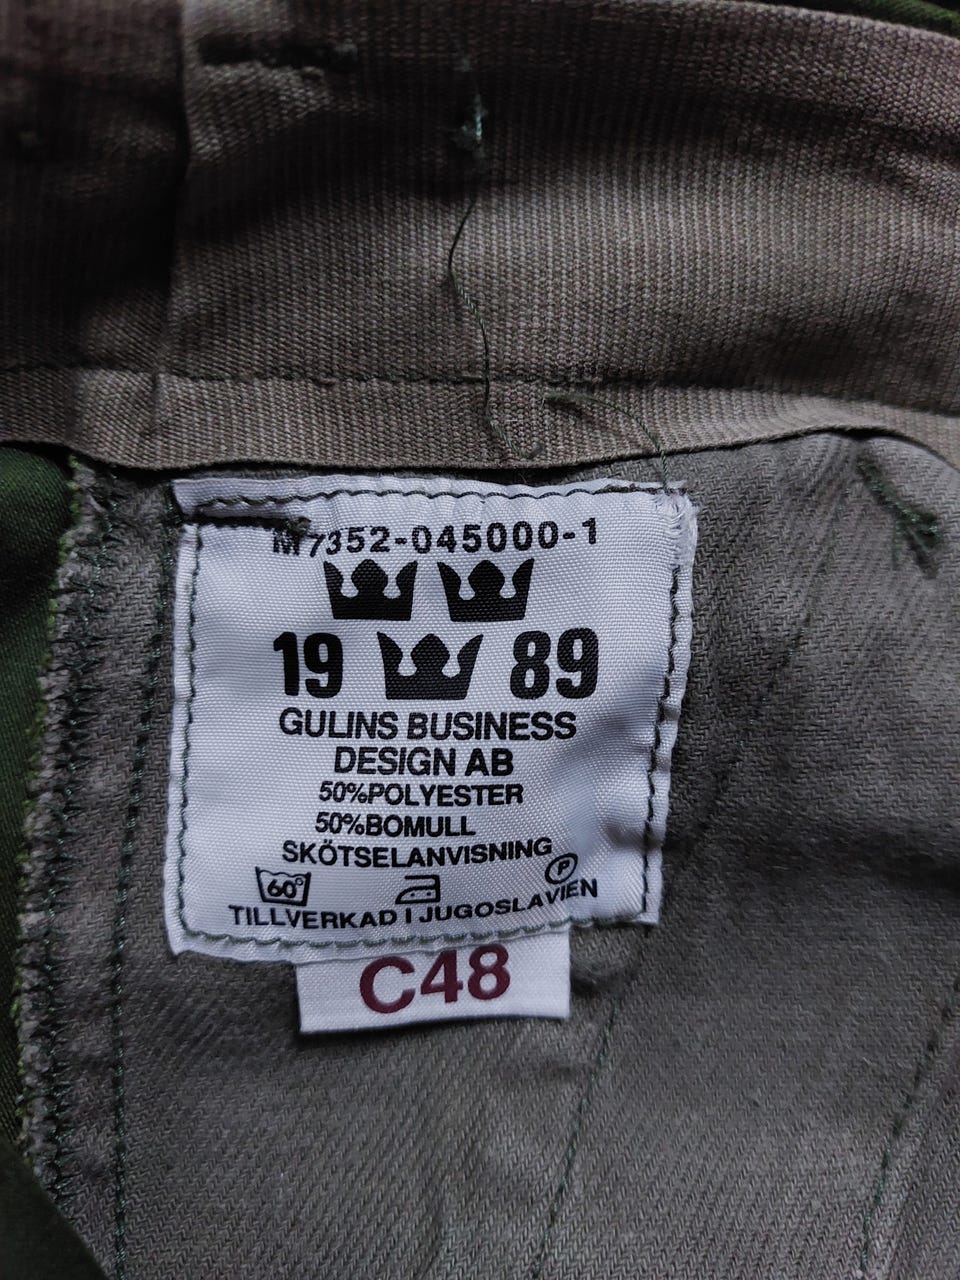 M7352-045000-1
19 89
GULINS BUSINESS
DESIGN AB
50%POLYESTER
50%BOMULL
SKÖTSELANVISNING
60° P
TILLVERKAD I JUGOSLAVIEN
C48